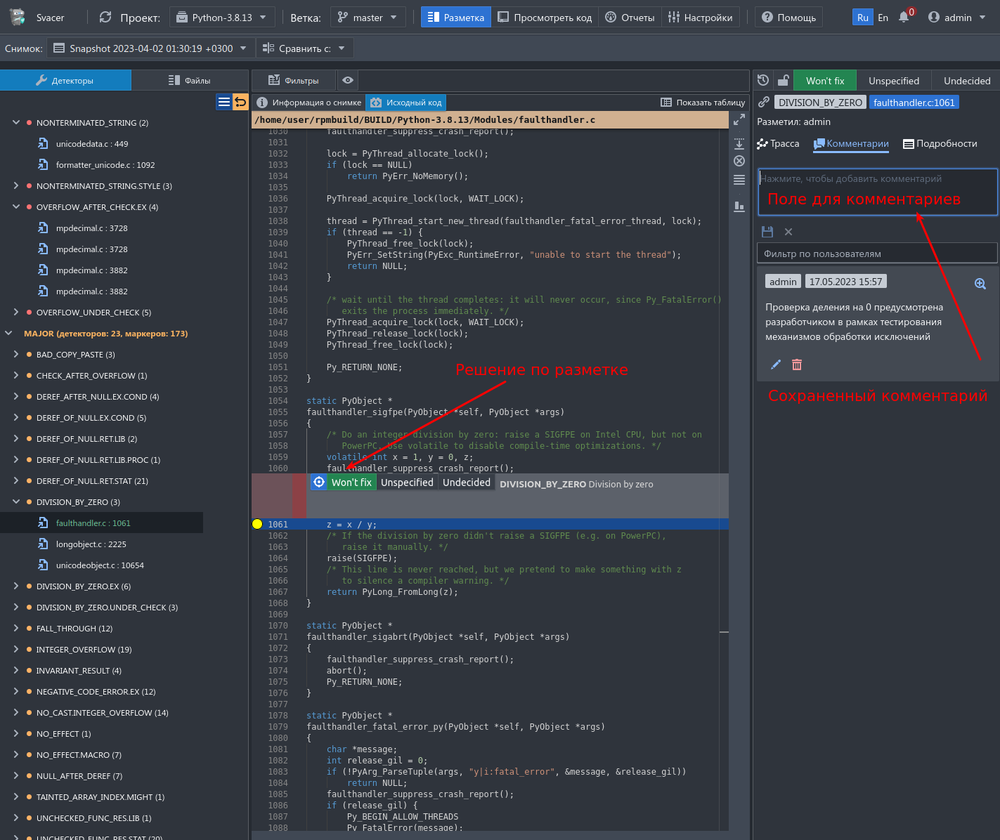 Svacer Проект: Python-3.8.13 Ветка: master Разметка Просмотреть код Отчеты Настройки Помощь Ru En 0 admin
Снимок: Snapshot 2023-04-02 01:30:19 +0300 Сравнить с:
Детекторы Файлы
NONTERMINATED_STRING (2)
unicodedata.c : 449
formatter_unicode.c : 1092
NONTERMINATED_STRING.STYLE (3)
OVERFLOW_AFTER_CHECK.EX (4)
mpdecimal.c : 3728
mpdecimal.c : 3728
mpdecimal.c : 3882
mpdecimal.c : 3882
OVERFLOW_UNDER_CHECK (5)
MAJOR (детекторов: 23, маркеров: 173)
BAD_COPY_PASTE (3)
CHECK_AFTER_OVERFLOW (1)
DEREF_AFTER_NULL.EX.COND (4)
DEREF_OF_NULL.EX.COND (5)
DEREF_OF_NULL.RET.LIB (2)
DEREF_OF_NULL.RET.LIB.PROC (1)
DEREF_OF_NULL.RET.STAT (21)
DIVISION_BY_ZERO (3)
faulthandler.c : 1061
longobject.c : 2225
unicodeobject.c : 10654
DIVISION_BY_ZERO.EX (6)
DIVISION_BY_ZERO.UNDER_CHECK (3)
FALL_THROUGH (12)
INTEGER_OVERFLOW (19)
INVARIANT_RESULT (4)
NEGATIVE_CODE_ERROR.EX (12)
NO_CAST.INTEGER_OVERFLOW (14)
NO_EFFECT (1)
NO_EFFECT.MACRO (7)
NULL_AFTER_DEREF (7)
TAINTED_ARRAY_INDEX.MIGHT (1)
UNCHECKED_FUNC_RES.LIB (1)
UNCHECKED_FUNC_RES.STAT (20)
Фильтры
Информация о снимке Исходный код Показать таблицу
/home/user/rpmbuild/BUILD/Python-3.8.13/Modules/faulthandler.c
1030 faulthandler_suppress_crash_report();
1031
1032 lock = PyThread_allocate_lock();
1033 if (lock == NULL)
1034 return PyErr_NoMemory();
1035
1036 PyThread_acquire_lock(lock, WAIT_LOCK);
1037
1038 thread = PyThread_start_new_thread(faulthandler_fatal_error_thread, lock);
1039 if (thread == -1) {
1040 PyThread_free_lock(lock);
1041 PyErr_SetString(PyExc_RuntimeError, "unable to start the thread");
1042 return NULL;
1043 }
1044
1045 /* wait until the thread completes: it will never occur, since Py_FatalError()
1046 exits the process immediately. */
1047 PyThread_acquire_lock(lock, WAIT_LOCK);
1048 PyThread_release_lock(lock);
1049 PyThread_free_lock(lock);
1050
1051 Py_RETURN_NONE;
1052 }
1053
Решение по разметке
1054 static PyObject *
1055 faulthandler_sigfpe(PyObject *self, PyObject *args)
1056 {
1057 /* Do an integer division by zero: raise a SIGFPE on Intel CPU, but not on
1058 PowerPC. Use volatile to disable compile-time optimizations. */
1059 volatile int x = 1, y = 0, z;
1060 faulthandler_suppress_crash_report();
Won't fix Unspecified Undecided DIVISION_BY_ZERO Division by zero
1061 z = x / y;
1062 /* If the division by zero didn't raise a SIGFPE (e.g. on PowerPC),
1063 raise it manually. */
1064 raise(SIGFPE);
1065 /* This line is never reached, but we pretend to make something with z
1066 to silence a compiler warning. */
1067 return PyLong_FromLong(z);
1068 }
1069
1070 static PyObject *
1071 faulthandler_sigabrt(PyObject *self, PyObject *args)
1072 {
1073 faulthandler_suppress_crash_report();
1074 abort();
1075 Py_RETURN_NONE;
1076 }
1077
1078 static PyObject *
1079 faulthandler_fatal_error_py(PyObject *self, PyObject *args)
1080 {
1081 char *message;
1082 int release_gil = 0;
1083 if (!PyArg_ParseTuple(args, "y|i:fatal_error", &message, &release_gil))
1084 return NULL;
1085 faulthandler_suppress_crash_report();
1086 if (release_gil) {
1087 Py_BEGIN_ALLOW_THREADS
1088 Py_FatalError(message);
Won't fix Unspecified Undecided
DIVISION_BY_ZERO faulthandler.c:1061
Разметил: admin
Трасса Комментарии Подробности
Нажмите, чтобы добавить комментарий
Поле для комментариев
Фильтр по пользователям
admin 17.05.2023 15:57
Проверка деления на 0 предусмотрена
разработчиком в рамках тестирования
механизмов обработки исключений
Сохраненный комментарий